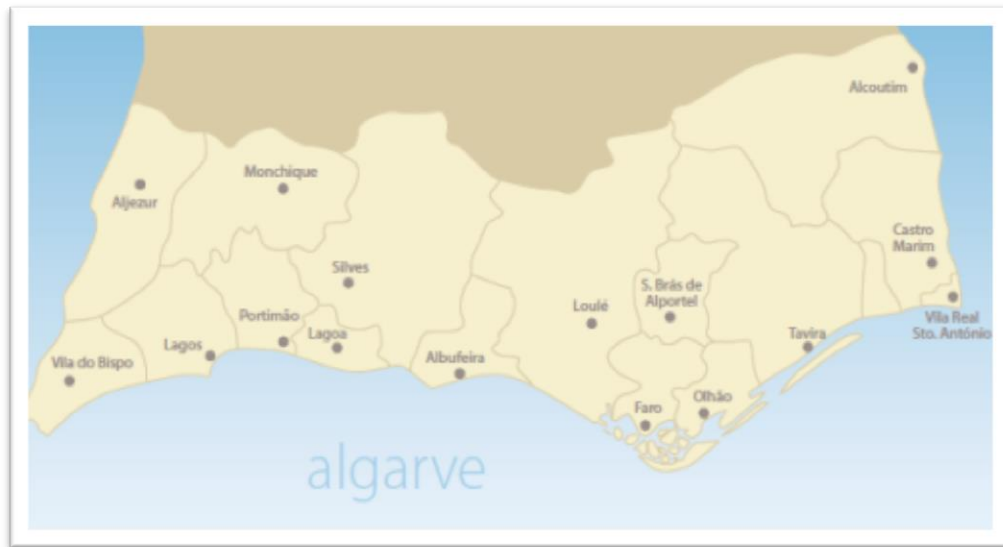 Alcoutim
Monchique
Aljezur
Castro
Marim
Silves
S. Brás de
Alportel
Loulé
Portimão
Lagoa
Vila Real
Sto. António
Tavira
Lagos
Vila do Bispo
Albufeira
Olhão
Faro
algarve